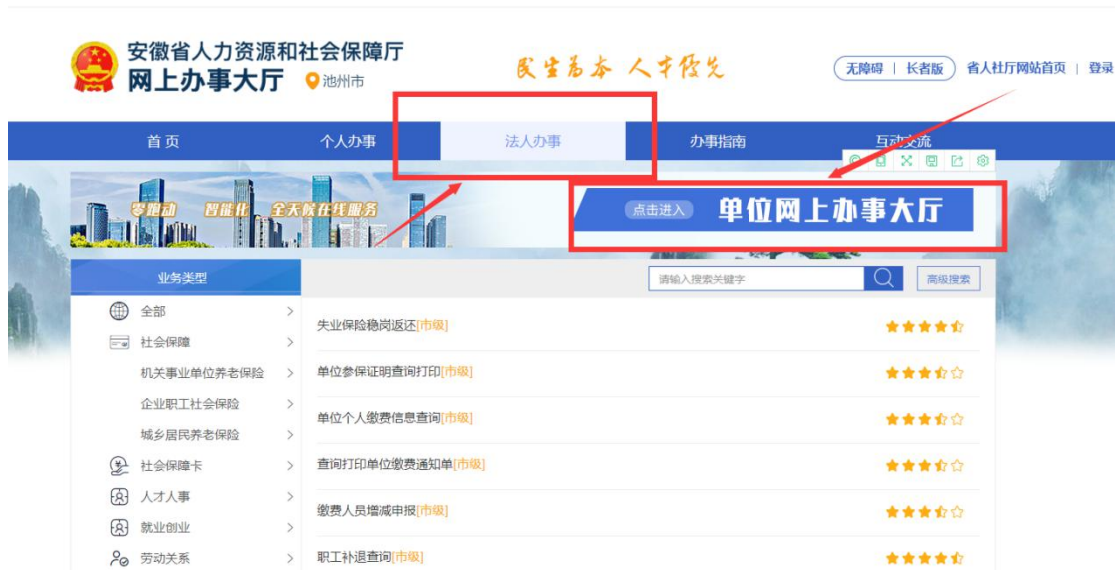 安徽省人力资源和社会保障厅
网上办事大厅 池州市
民生为本 人才优先
无障碍 | 长者版 省人社厅网站首页 | 登录
首页 个人办事 法人办事 办事指南 互动交流
零跑动 智能化 全天候在线服务
点击进入 单位网上办事大厅
业务类型
请输入搜索关键字 高级搜索
全部
失业保险稳岗返还[市级]
社会保障
机关事业单位养老保险
单位参保证明查询打印[市级]
企业职工社会保险
单位个人缴费信息查询[市级]
城乡居民养老保险
社会保障卡
查询打印单位缴费通知单[市级]
人才人事
缴费人员增减申报[市级]
就业创业
劳动关系
职工补退查询[市级]